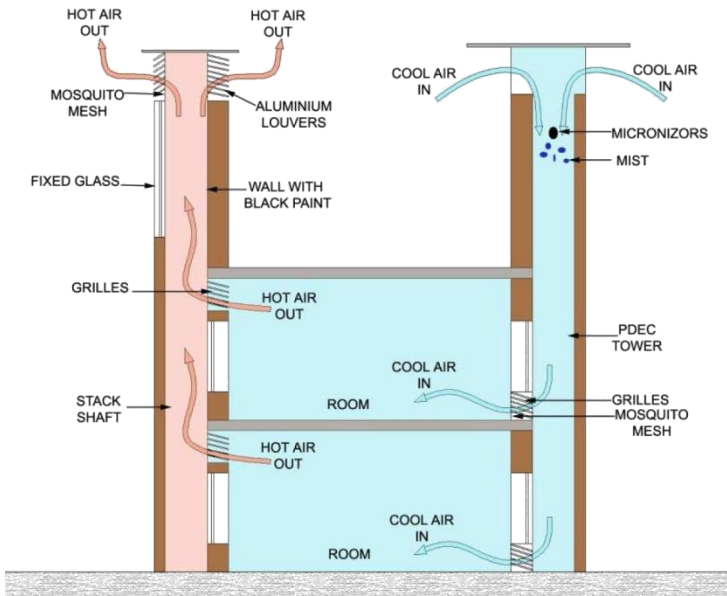 HOT AIR
OUT
HOT AIR
OUT
COOL AIR
IN
COOL AIR
IN
MOSQUITO
MESH
ALUMINIUM
LOUVERS
MICRONIZORS
MIST
FIXED GLASS
WALL WITH
BLACK PAINT
GRILLES
HOT AIR
OUT
PDEC
TOWER
COOL AIR
IN
STACK
SHAFT
ROOM
GRILLES
MOSQUITO
MESH
HOT AIR
OUT
COOL AIR
IN
ROOM